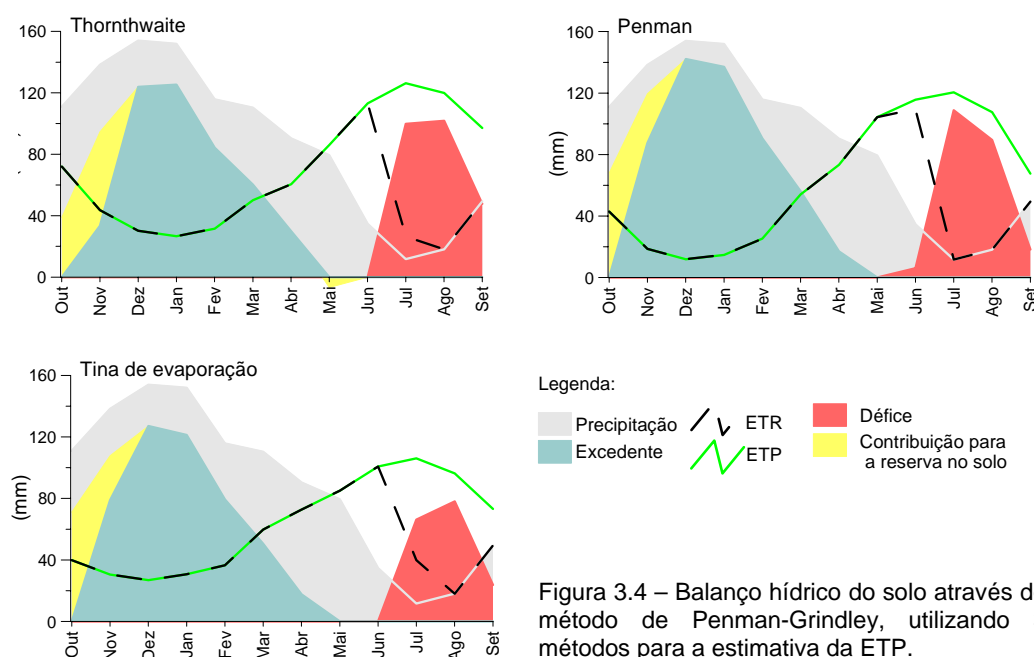 Thornthwaite
160
120
80
40
0
Out Nov Dez Jan Fev Mar Abr Mai Jun Jul Ago Set
Penman
160
120
80
40
0
(mm)
Out Nov Dez Jan Fev Mar Abr Mai Jun Jul Ago Set
Tina de evaporação
160
120
80
40
0
(mm)
Out Nov Dez Jan Fev Mar Abr Mai Jun Jul Ago Set
Legenda:
Precipitação
Excedente
ETR
ETP
Défice
Contribuição para
a reserva no solo
Figura 3.4 – Balanço hídrico do solo através d
método de Penman-Grindley, utilizando
métodos para a estimativa da ETP.